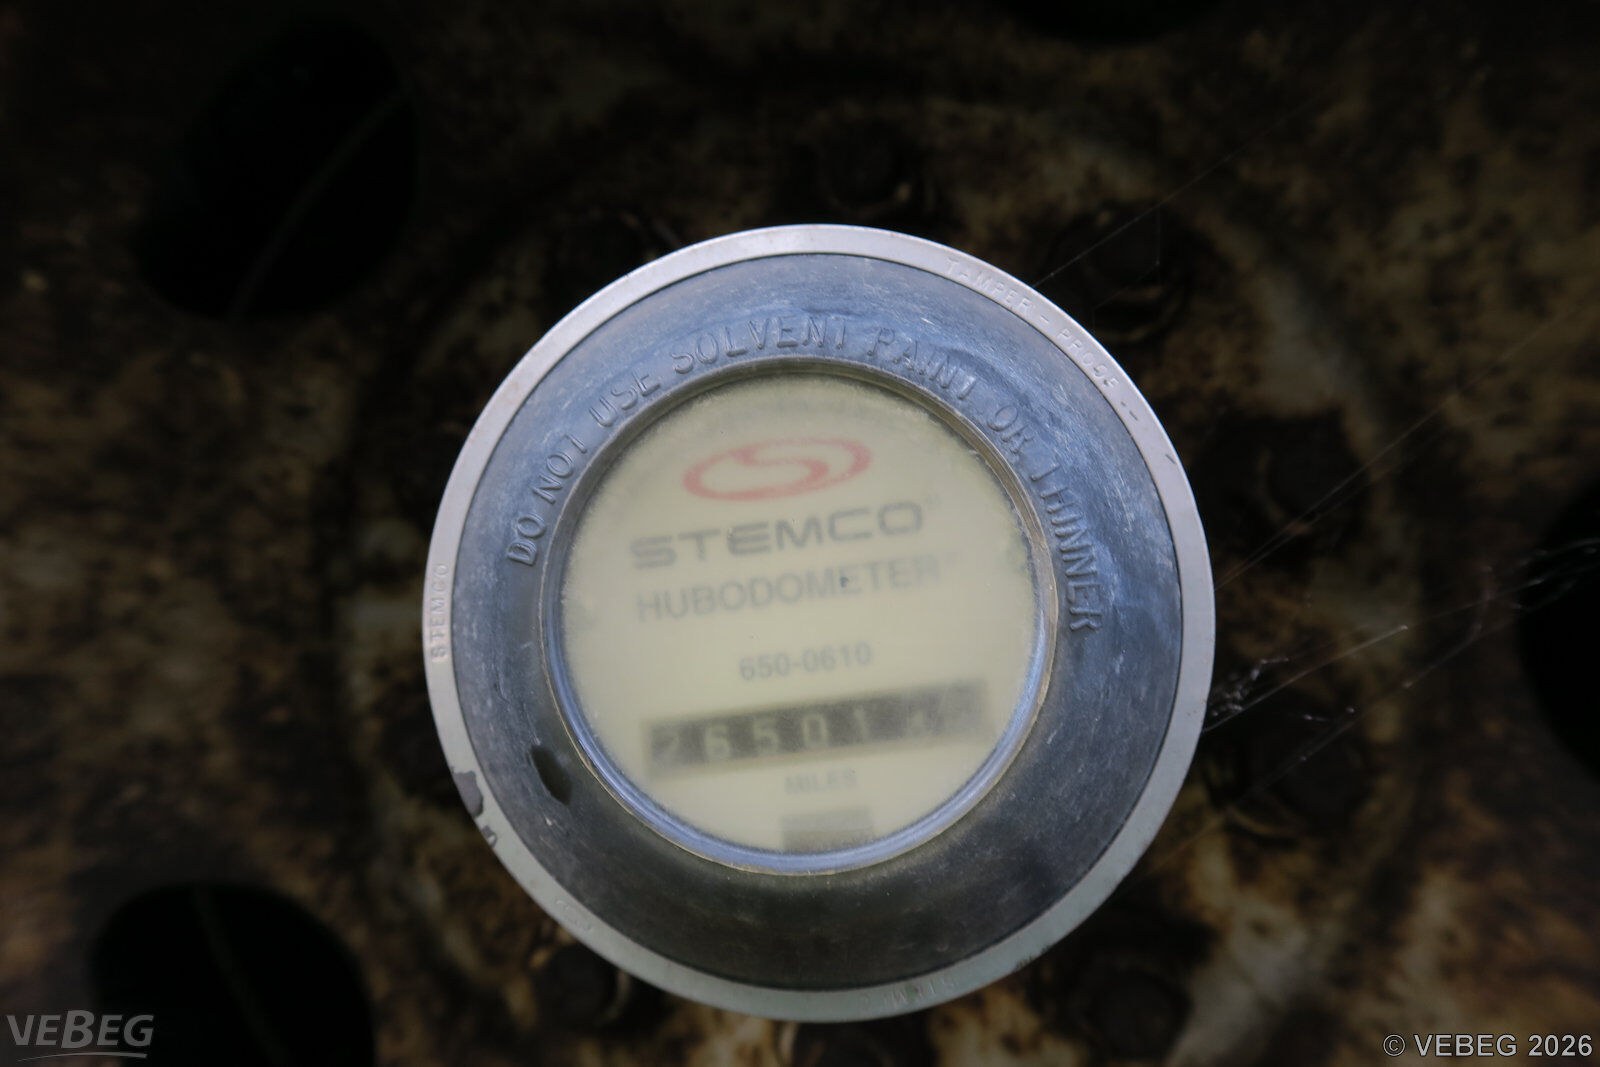 TAMPER - PROOF --
DO NOT USE SOLVENT PAINT OR THINNER
STEMCO
STEMCO
HUBODOMETER
650-0610
26501
MILES
STEMCO
VEBEG
© VEBEG 2026